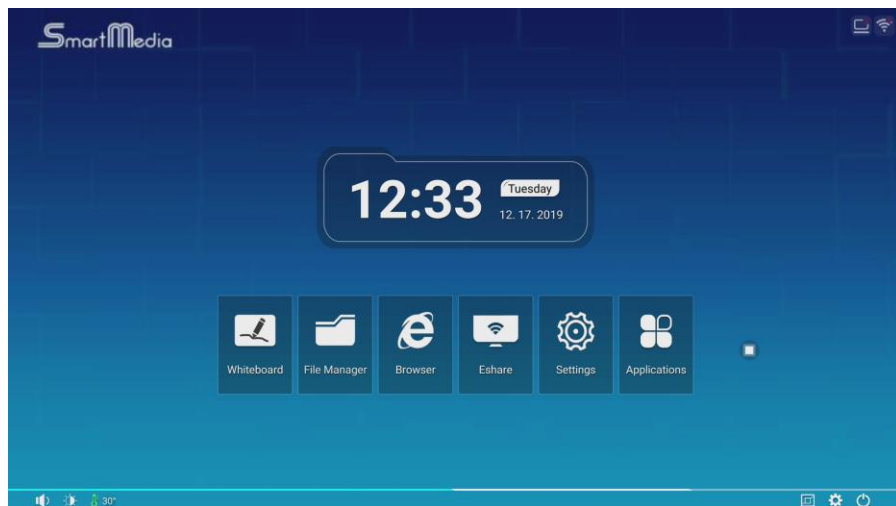 SmartMedia
12:33
Tuesday
12. 17. 2019
Whiteboard
File Manager
Browser
Eshare
Settings
Applications
30°